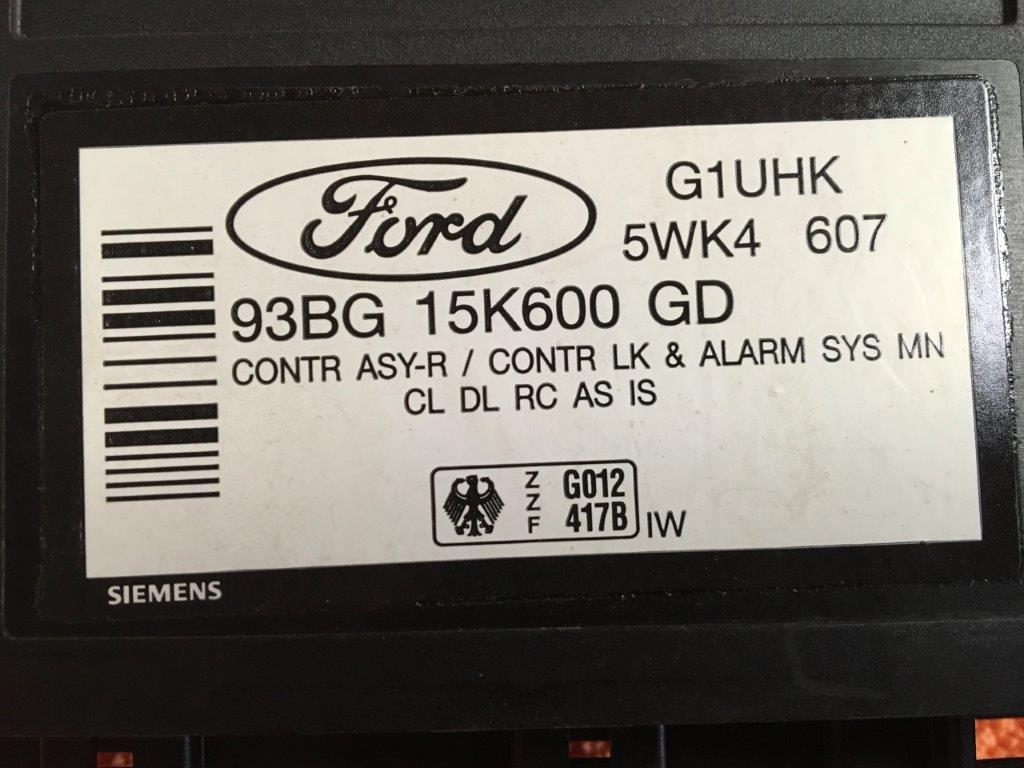 Ford
G1UHK
5WK4 607
93BG 15K600 GD
CONTR ASY-R / CONTR LK & ALARM SYS MN
CL DL RC AS IS
ZZF
G012
417B
IW
SIEMENS